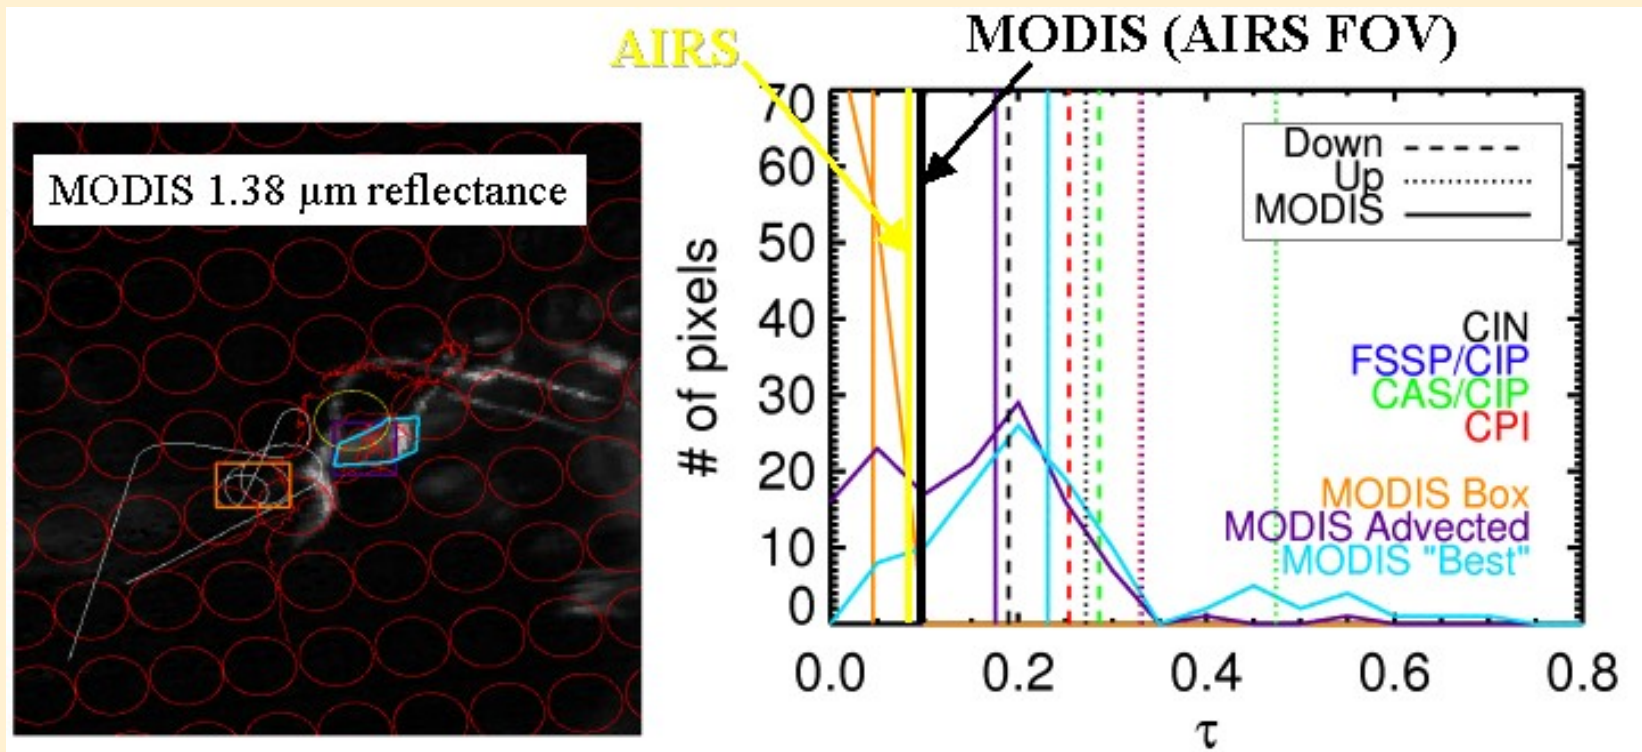 AIRS
MODIS (AIRS FOV)
MODIS 1.38 µm reflectance
70
60
50
40
30
20
10
0
# of pixels
Down
Up
MODIS
CIN
FSSP/CIP
CAS/CIP
CPI
MODIS Box
MODIS Advected
MODIS "Best"
0.0 0.2 0.4 0.6 0.8
τ